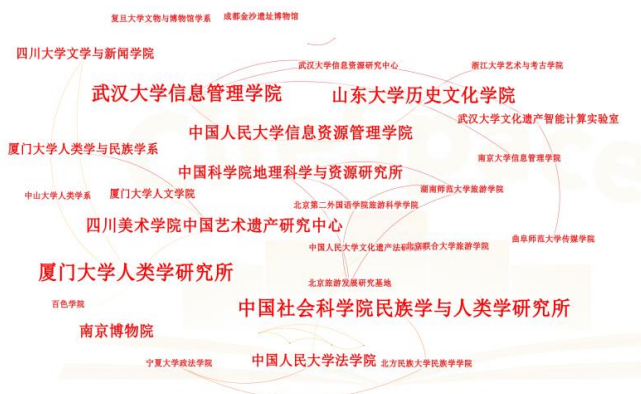 复旦大学文物与博物馆学系
成都金沙遗址博物馆
四川大学文学与新闻学院
武汉大学信息资源研究中心
浙江大学艺术与考古学院
武汉大学信息管理学院
山东大学历史文化学院
武汉大学文化遗产智能计算实验室
中国人民大学信息资源管理学院
厦门大学人类学与民族学系
南京大学信息管理学院
中国科学院地理科学与资源研究所
中山大学人类学系
厦门大学人文学院
湖南师范大学旅游学院
北京第二外国语学院旅游科学学院
四川美术学院中国艺术遗产研究中心
曲阜师范大学传媒学院
中国人民大学文化遗产法研
北京联合大学旅游学院
厦门大学人类学研究所
北京旅游发展研究基地
百色学院
中国社会科学院民族学与人类学研究所
南京博物院
宁夏大学政法学院
中国人民大学法学院
北方民族大学民族学学院